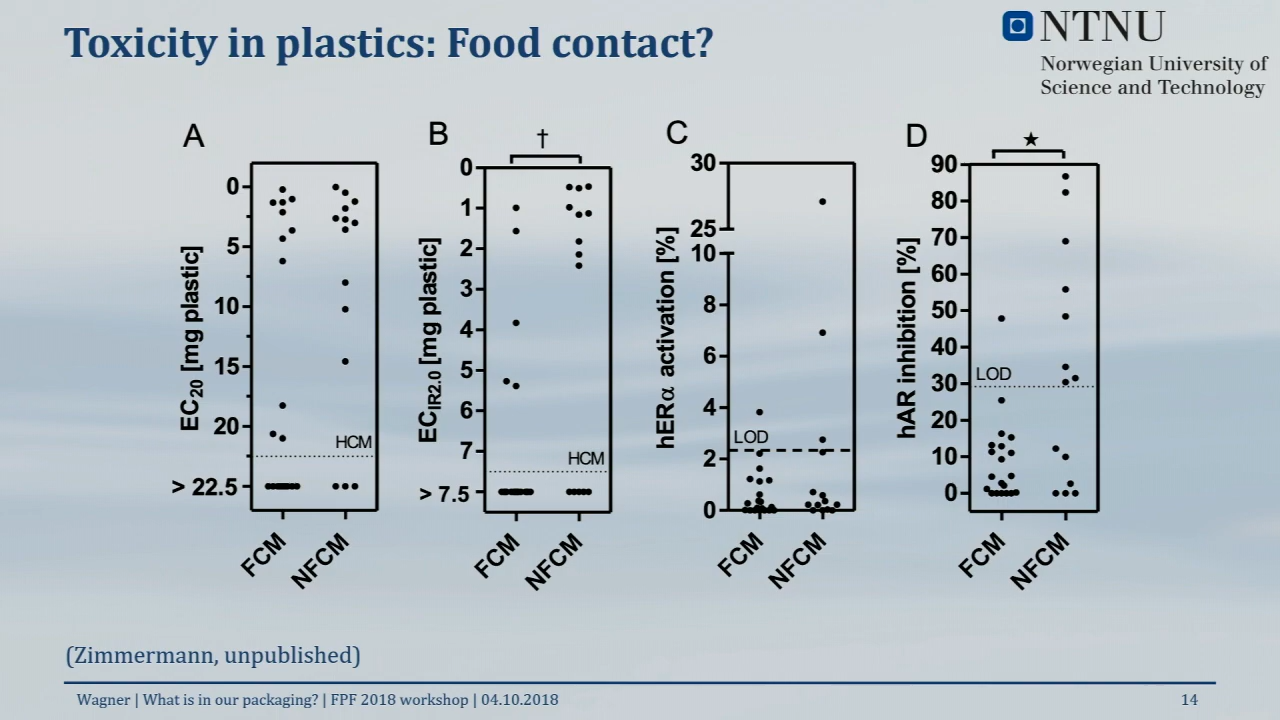 Toxicity in plastics: Food contact?
NTNU
Norwegian University of
Science and Technology
A
EC20 [mg plastic]
0
5
10
15
20
> 22.5
HCM
FCM
NFCM
B
†
ECIR2.0 [mg plastic]
0
1
2
3
4
5
6
7
> 7.5
HCM
FCM
NFCM
C
hERα activation [%]
30
25
10
8
6
4
2
0
LOD
FCM
NFCM
D
★
hAR inhibition [%]
90
80
70
60
50
40
30
20
10
0
LOD
FCM
NFCM
(Zimmermann, unpublished)
Wagner | What is in our packaging? | FPF 2018 workshop | 04.10.2018
14